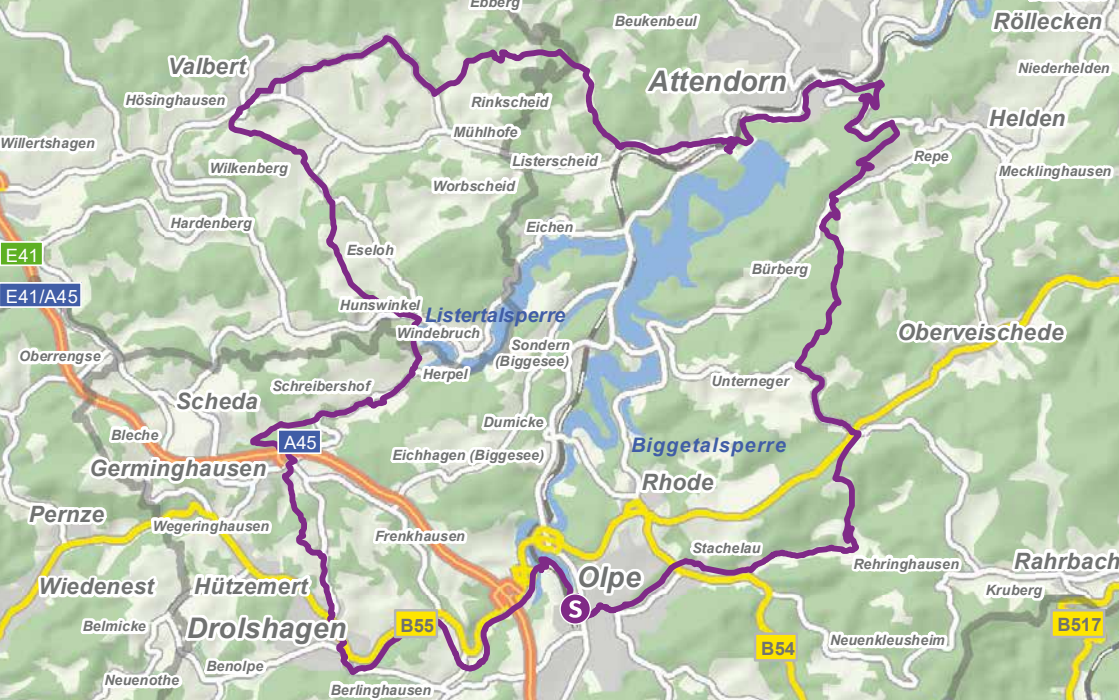 Ebberg
Beukenbeul
Röllecken
Valbert
Niederhelden
Attendorn
Hösinghausen
Rinkscheid
Helden
Mühlhofe
Willertshagen
Listerscheid
Repe
Wilkenberg
Mecklinghausen
Worbscheid
Hardenberg
Eichen
E41
Eseloh
Bürberg
E41/A45
Hunswinkel
Listertalsperre
Windebruch
Oberveischede
Sondern
(Biggesee)
Oberrengse
Herpel
Schreibershof
Unterneger
Scheda
Dumicke
Bleche
A45
Biggetalsperre
Eichhagen (Biggesee)
Germinghausen
Rhode
Pernze
Wegeringhausen
Frenkhausen
Stachelau
Rehringhausen
Rahrbach
Olpe
Wiedenest
Hützemert
Kruberg
S
Belmicke
Drolshagen
B55
B517
Neuenkleusheim
B54
Benolpe
Neuenothe
Berlinghausen